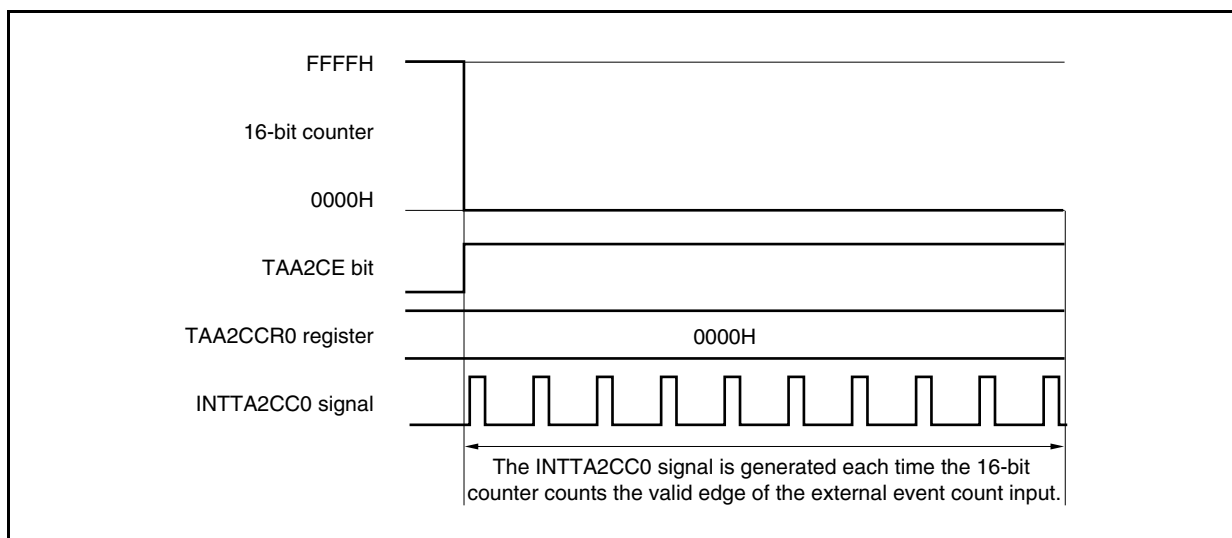 FFFFH
16-bit counter
0000H
TAA2CE bit
TAA2CCR0 register
0000H
INTTA2CC0 signal
The INTTA2CC0 signal is generated each time the 16-bit
counter counts the valid edge of the external event count input.